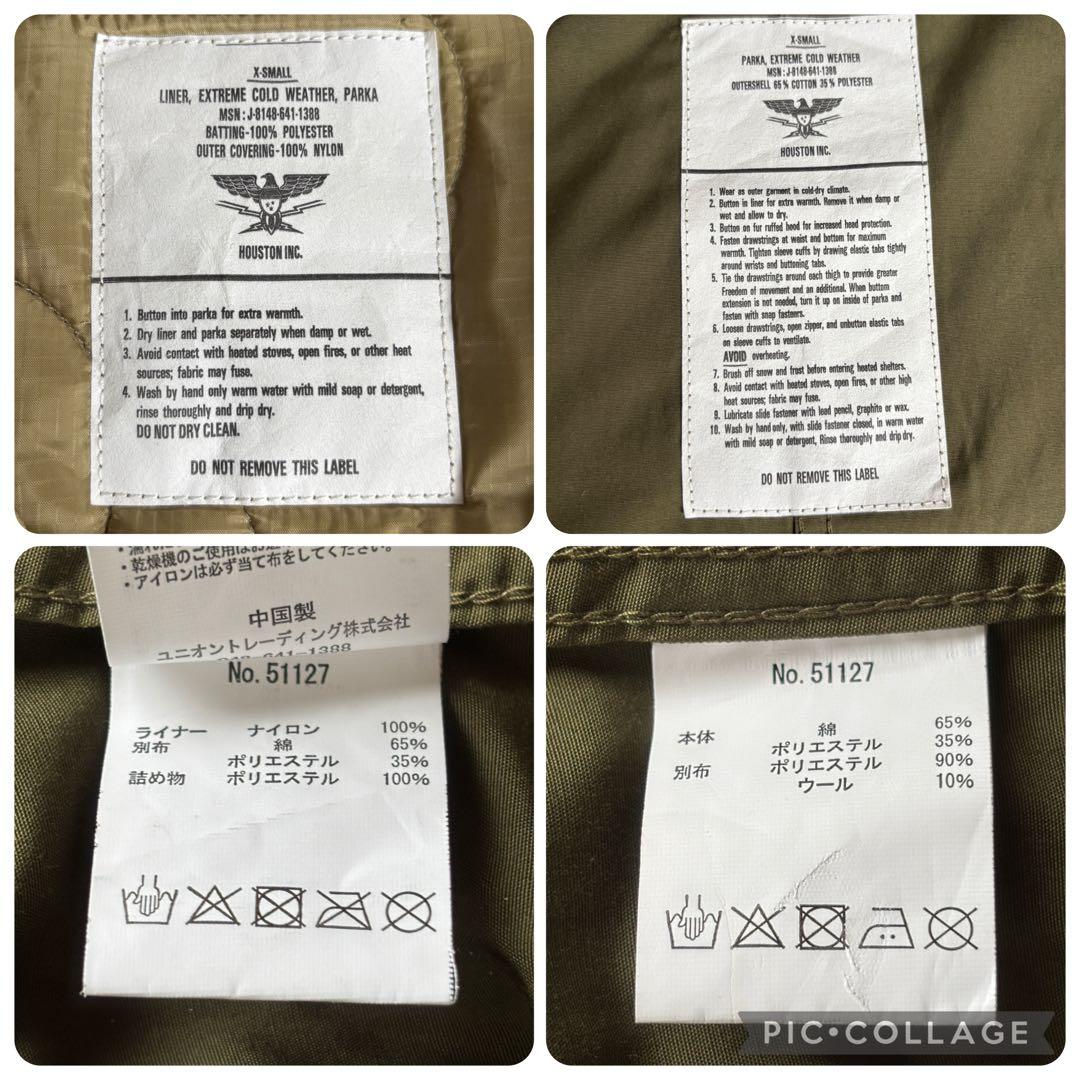 X-SMALL
LINER, EXTREME COLD WEATHER, PARKA
MSN : J-8148-641-1388
BATTING-100% POLYESTER
OUTER COVERING-100% NYLON
HOUSTON INC.
1. Button into parka for extra warmth.
2. Dry liner and parka separately when damp or wet.
3. Avoid contact with heated stoves, open fires, or other heat
sources; fabric may fuse.
4. Wash by hand only warm water with mild soap or detergent,
rinse thoroughly and drip dry.
DO NOT DRY CLEAN.
DO NOT REMOVE THIS LABEL
X-SMALL
PARKA, EXTREME COLD WEATHER
MSN : J-8148-641-1388
OUTERSHELL 65% COTTON 35% POLYESTER
HOUSTON INC.
1. Wear as outer garment in cold-dry climate.
2. Button in liner for extra warmth. Remove it when damp or
wet and allow to dry.
3. Button on fur ruffed hood for increased head protection.
4. Fasten drawstrings at waist and bottom for maximum
warmth. Tighten sleeve cuffs by drawing elastic tabs tightly
around wrists and buttoning tabs.
5. Tie the drawstrings around each thigh to provide greater
Freedom of movement and an additional. When buttom
extension is not needed, turn it up on inside of parka and
fasten with snap fasteners.
6. Loosen drawstrings, open zipper, and unbutton elastic tabs
on sleeve cuffs to ventilate.
AVOID overheating.
7. Brush off snow and frost before entering heated shelters.
8. Avoid contact with heated stoves, open fires, or other high
heat sources; fabric may fuse.
9. Lubricate slide fastener with lead pencil, graphite or wax.
10. Wash by hand only, with slide fastener closed, in warm water
with mild soap or detergent, Rinse thoroughly and drip dry.
DO NOT REMOVE THIS LABEL
・乾燥機のご使用はお
・アイロンは必ず当て布をしてください。
中国製
ユニオントレーディング株式会社
No. 51127
ライナー ナイロン 100%
別布 綿 65%
ポリエステル 35%
詰め物 ポリエステル 100%
No. 51127
本体 綿 65%
ポリエステル 35%
別布 ポリエステル 90%
ウール 10%
PIC•COLLAGE